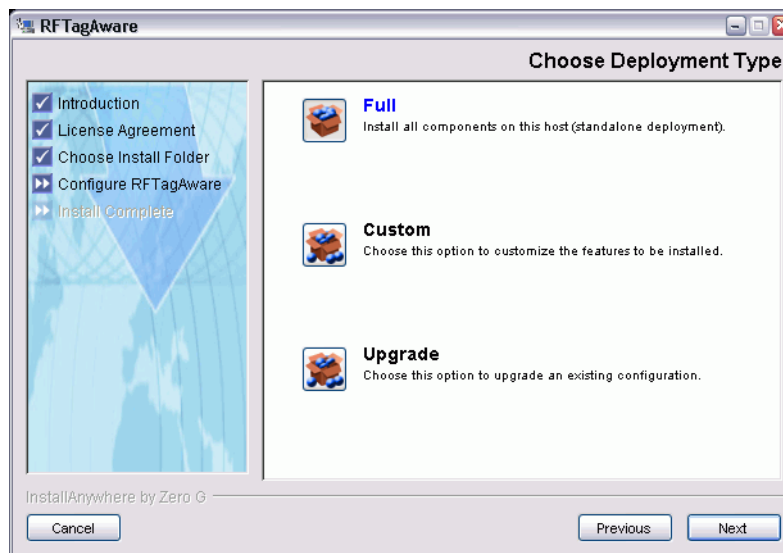 RFTagAware
Choose Deployment Type
Introduction
License Agreement
Choose Install Folder
Configure RFTagAware
Install Complete
Full
Install all components on this host (standalone deployment).
Custom
Choose this option to customize the features to be installed.
Upgrade
Choose this option to upgrade an existing configuration.
InstallAnywhere by Zero G
Cancel
Previous
Next